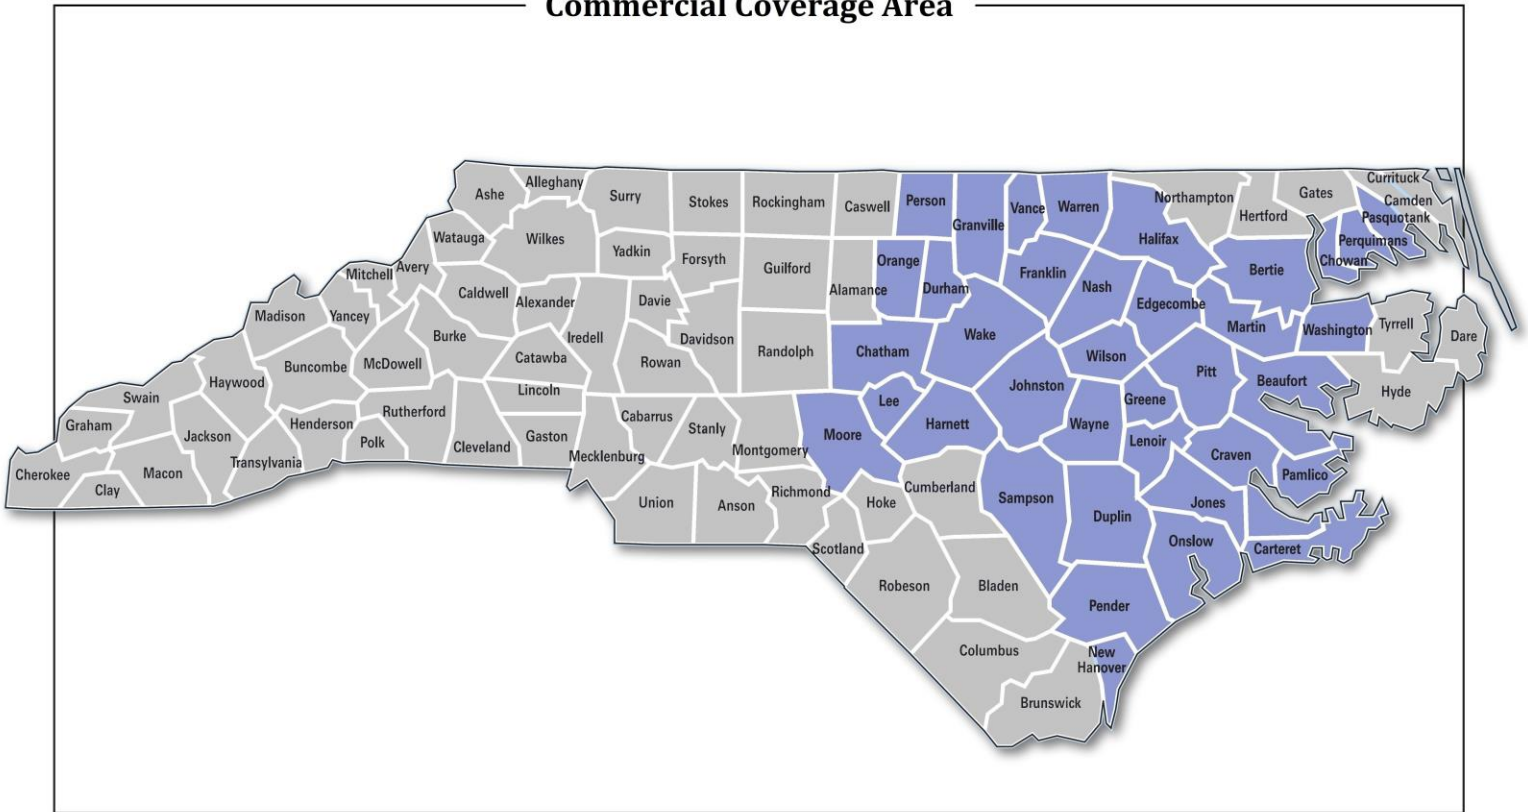 Commercial Coverage Area
Ashe
Alleghany
Surry
Stokes
Rockingham
Caswell
Person
Granville
Vance
Warren
Northampton
Hertford
Gates
Currituck
Camden
Pasquotank
Perquimans
Chowan
Watauga
Wilkes
Yadkin
Forsyth
Guilford
Alamance
Orange
Durham
Franklin
Halifax
Bertie
Mitchell
Avery
Caldwell
Alexander
Davie
Nash
Edgecombe
Martin
Washington
Tyrrell
Dare
Madison
Yancey
Burke
Iredell
Davidson
Randolph
Chatham
Wake
Wilson
Pitt
Beaufort
Hyde
Buncombe
McDowell
Catawba
Rowan
Haywood
Swain
Lincoln
Lee
Johnston
Greene
Graham
Jackson
Henderson
Rutherford
Polk
Cleveland
Gaston
Mecklenburg
Cabarrus
Stanly
Montgomery
Moore
Harnett
Wayne
Lenoir
Craven
Pamlico
Cherokee
Clay
Macon
Transylvania
Union
Anson
Richmond
Hoke
Cumberland
Sampson
Duplin
Jones
Onslow
Carteret
Scotland
Robeson
Bladen
Pender
Columbus
New
Hanover
Brunswick